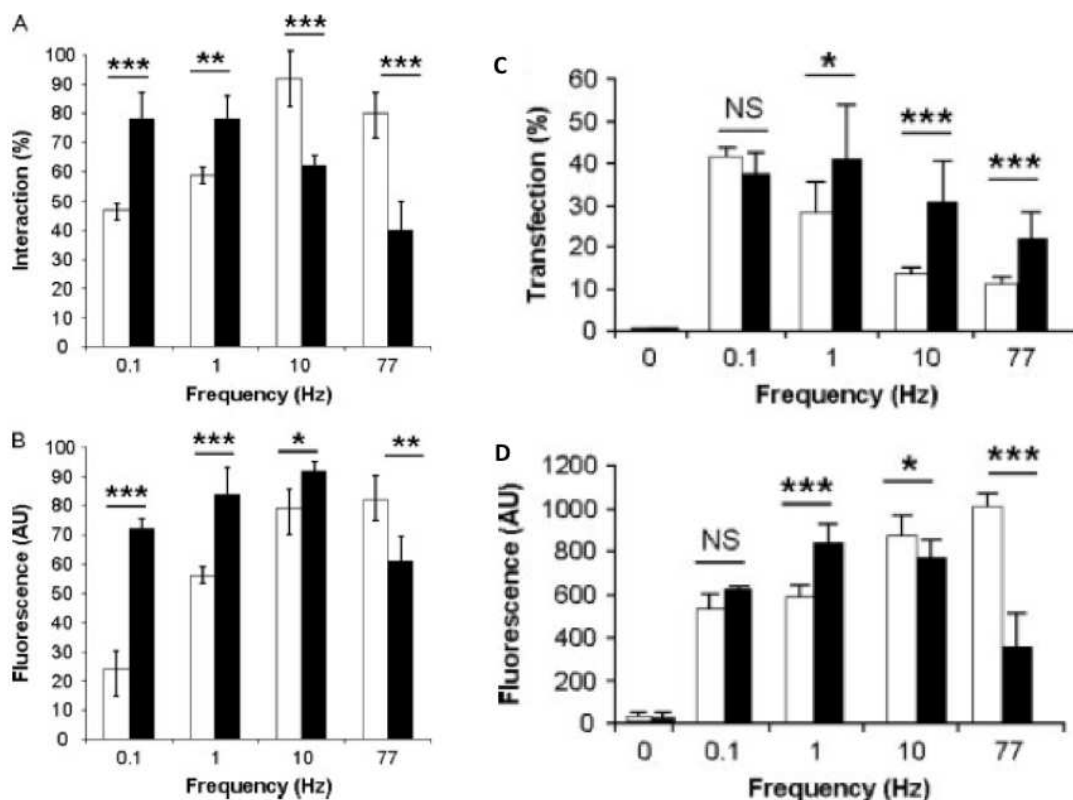 A
Interaction (%)
100
90
80
70
60
50
40
30
20
10
0
***
**
***
***
0.1 1 10 77
Frequency (Hz)
B
Fluorescence (AU)
100
90
80
70
60
50
40
30
20
10
0
***
***
*
**
0.1 1 10 77
Frequency (Hz)
C
Transfection (%)
60
50
40
30
20
10
0
NS
*
***
***
0 0.1 1 10 77
Frequency (Hz)
D
Fluorescence (AU)
1200
1000
800
600
400
200
0
NS
***
*
***
0 0.1 1 10 77
Frequency (Hz)